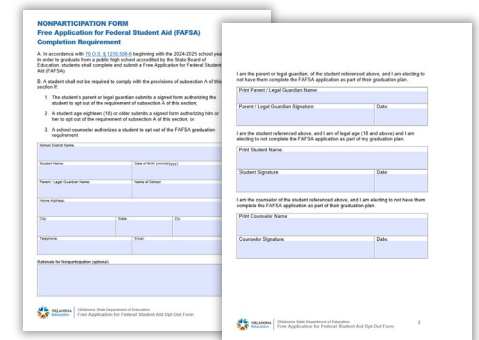 NONPARTICIPATION FORM
Free Application for Federal Student Aid (FAFSA)
Completion Requirement
A. In accordance with 70 O.S. § 1210.508-6 beginning with the 2024-2025 school year
in order to graduate from a public high school accredited by the State Board of
Education, students shall complete and submit a Free Application for Federal Student
Aid (FAFSA).
B. A student shall not be required to comply with the provisions of subsection A of this
section if:
1. The student's parent or legal guardian submits a signed form authorizing the
student to opt out of the requirement of subsection A of this section;
2. A student age eighteen (18) or older submits a signed form authorizing him or
her to opt out of the requirement of subsection A of this section; or
3. A school counselor authorizes a student to opt out of the FAFSA graduation
requirement
School District Name:
Student Name:
Date of Birth (mm/dd/yyyy):
Parent / Legal Guardian Name:
Name of School:
Home Address:
City:
State:
Zip:
Telephone:
Email:
Rationale for Nonparticipation (optional):
OKLAHOMA
Education
Oklahoma State Department of Education
Free Application for Federal Student Aid Opt-Out Form
I am the parent or legal guardian, of the student referenced above, and I am electing to
not have them complete the FAFSA application as part of their graduation plan.
Print Parent / Legal Guardian Name:
Parent / Legal Guardian Signature
Date:
I am the student referenced above, and I am of legal age (18 and above) and I am
electing to not complete the FAFSA application as part of my graduation plan.
Print Student Name:
Student Signature:
Date:
I am the counselor of the student referenced above, and I am electing to not have them
complete the FAFSA application as part of their graduation plan.
Print Counselor Name:
Counselor Signature:
Date:
OKLAHOMA
Education
Oklahoma State Department of Education
Free Application for Federal Student Aid Opt-Out Form
2